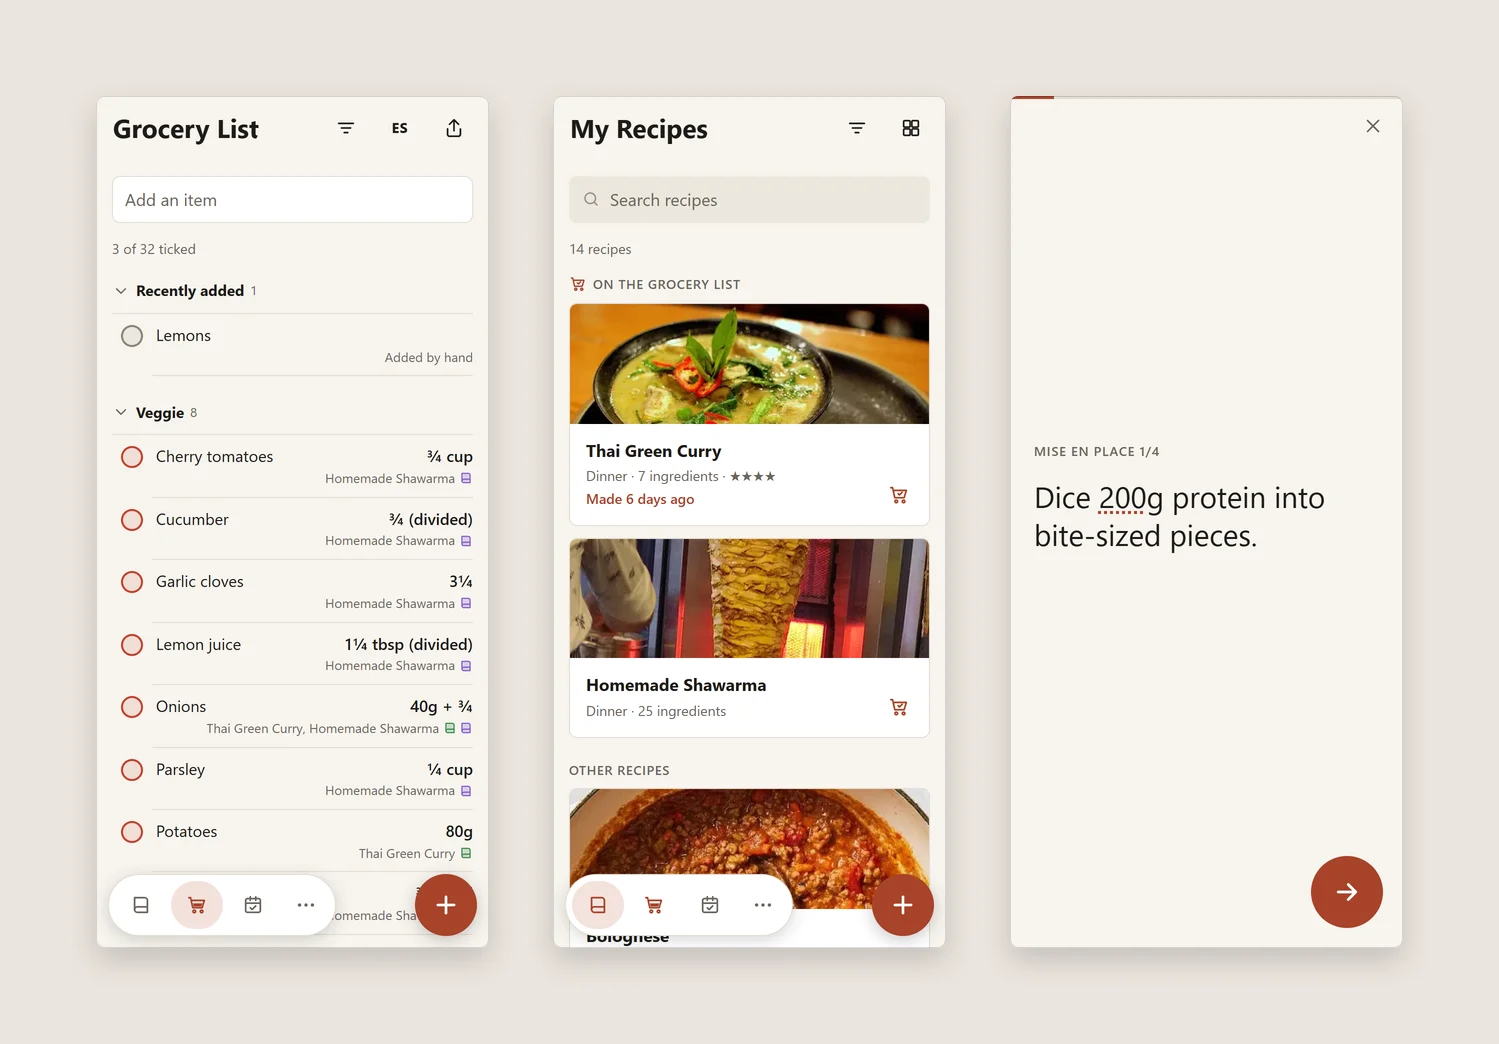 Grocery List
ES
Add an item
3 of 32 ticked
Recently added 1
Lemons
Added by hand
Veggie 8
Cherry tomatoes ¾ cup
Homemade Shawarma
Cucumber ¾ (divided)
Homemade Shawarma
Garlic cloves 3¼
Homemade Shawarma
Lemon juice 1¼ tbsp (divided)
Homemade Shawarma
Onions 40g + ¾
Thai Green Curry, Homemade Shawarma
Parsley ¼ cup
Homemade Shawarma
Potatoes 80g
Thai Green Curry
My Recipes
Search recipes
14 recipes
ON THE GROCERY LIST
Thai Green Curry
Dinner · 7 ingredients · ★★★★
Made 6 days ago
Homemade Shawarma
Dinner · 25 ingredients
OTHER RECIPES
Bolognese
MISE EN PLACE 1/4
Dice 200g protein into
bite-sized pieces.